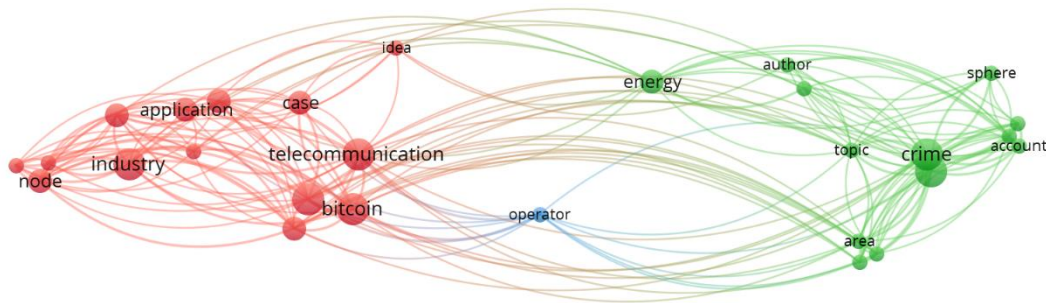 idea
author
sphere
energy
case
application
telecommunication
account
topic
crime
industry
node
bitcoin
operator
area